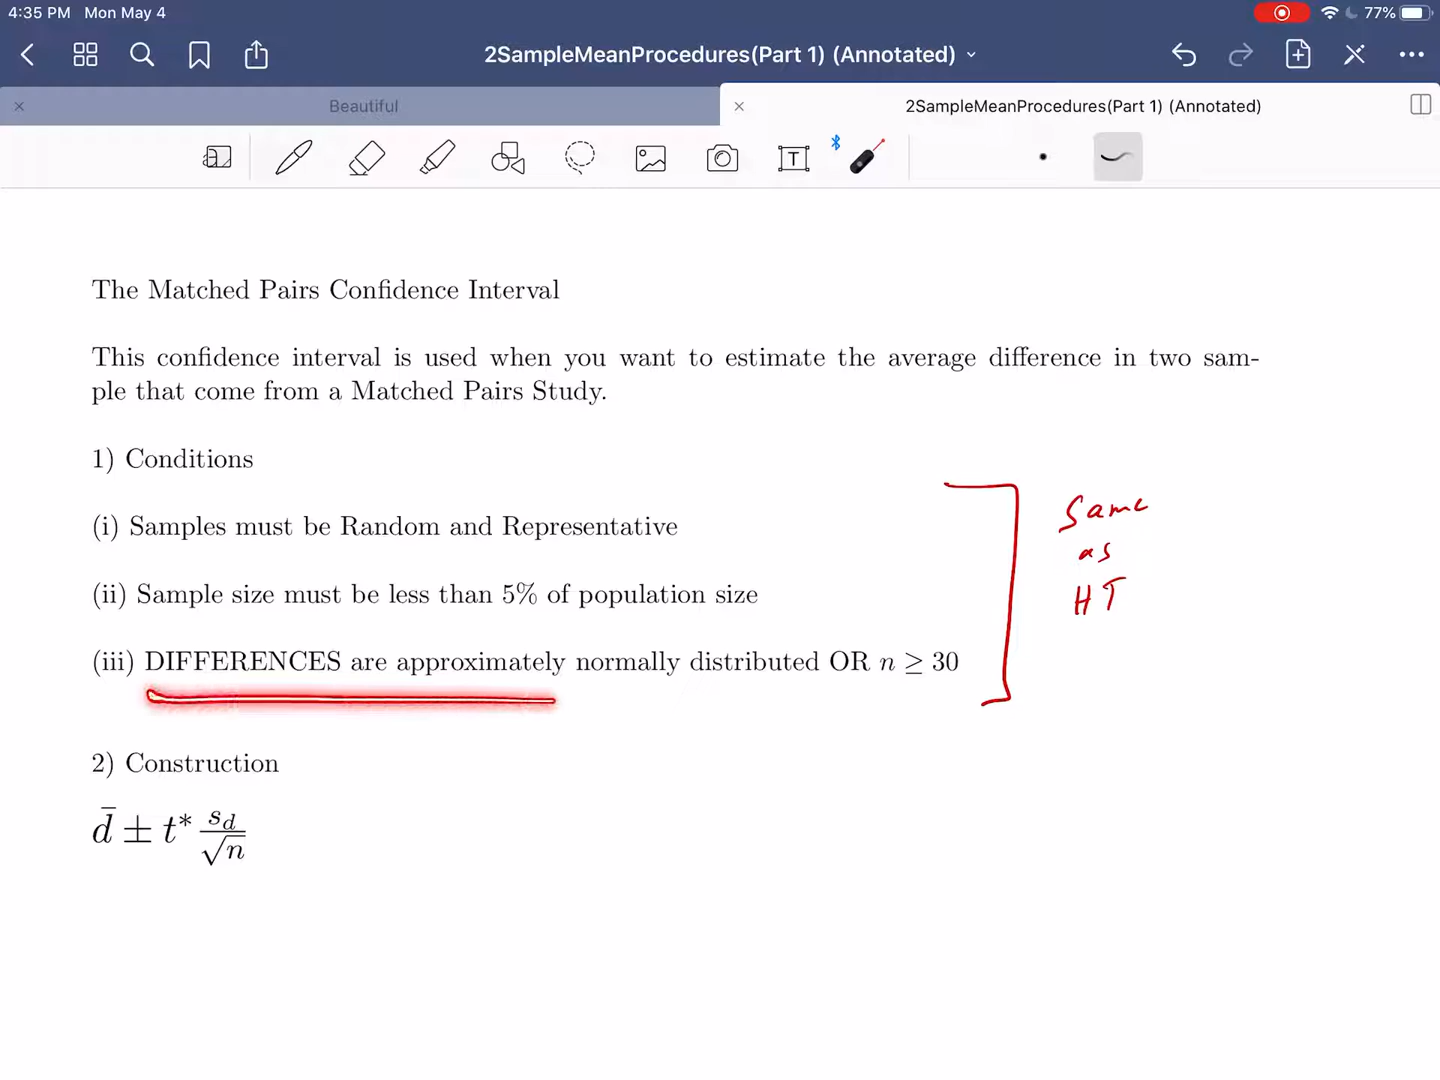 4:35 PM Mon May 4
77%
2SampleMeanProcedures(Part 1) (Annotated)
Beautiful
2SampleMeanProcedures(Part 1) (Annotated)
The Matched Pairs Confidence Interval
This confidence interval is used when you want to estimate the average difference in two sam-
ple that come from a Matched Pairs Study.
1) Conditions
(i) Samples must be Random and Representative
(ii) Sample size must be less than 5% of population size
(iii) DIFFERENCES are approximately normally distributed OR n ≥ 30
Same
as
HT
2) Construction
d̄ ± t* s_d/√n